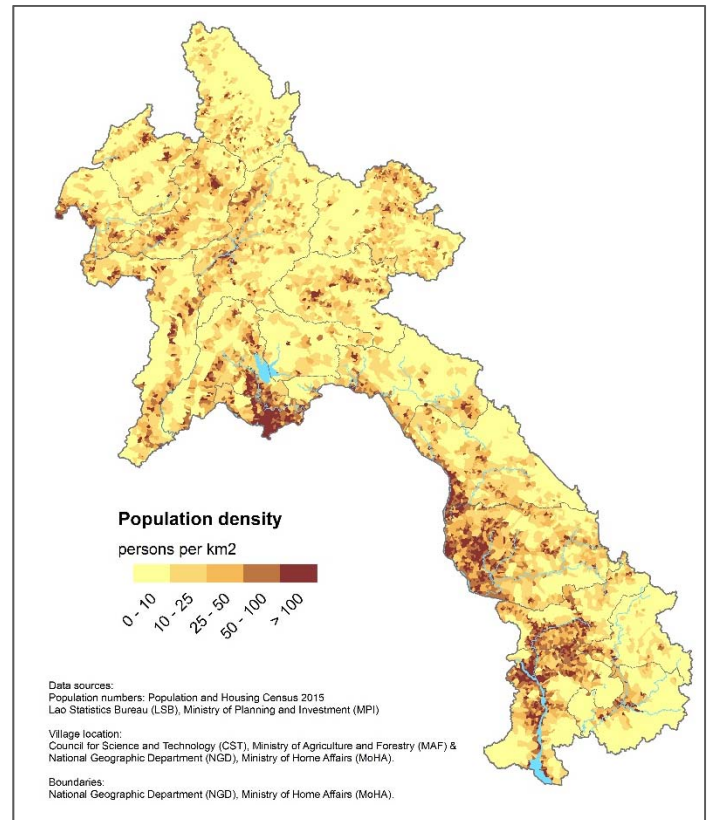 Population density
persons per km2
0 - 10
10 - 25
25 - 50
50 - 100
> 100
Data sources:
Population numbers: Population and Housing Census 2015
Lao Statistics Bureau (LSB), Ministry of Planning and Investment (MPI)
Village location:
Council for Science and Technology (CST), Ministry of Agriculture and Forestry (MAF) &
National Geographic Department (NGD), Ministry of Home Affairs (MoHA).
Boundaries:
National Geographic Department (NGD), Ministry of Home Affairs (MoHA).